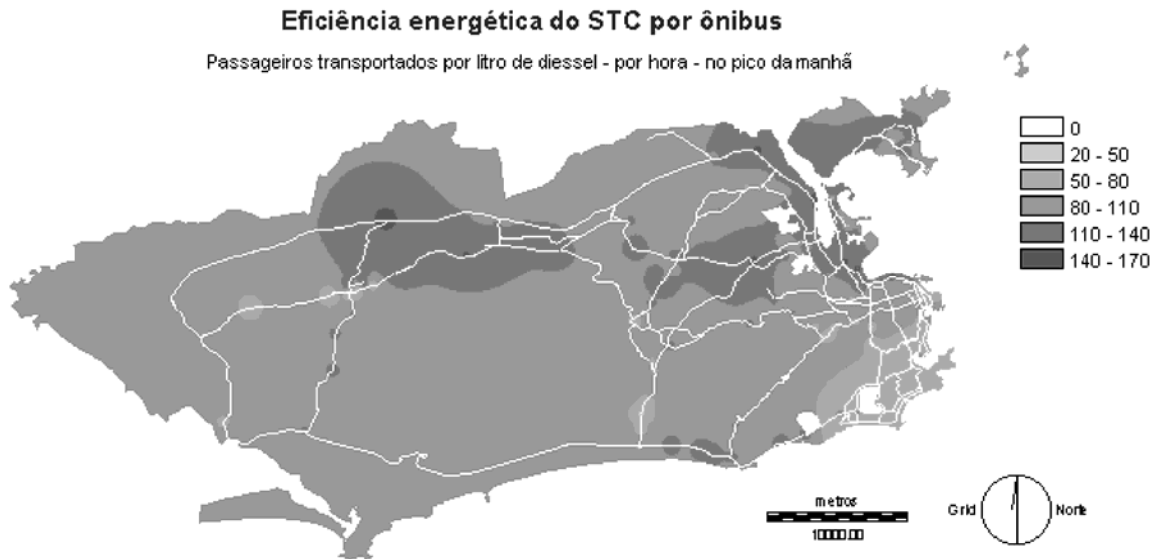 Eficiência energética do STC por ônibus
Passageiros transportados por litro de diessel - por hora - no pico da manhã
0
20 - 50
50 - 80
80 - 110
110 - 140
140 - 170
metros
10000.00
Grid
Norte